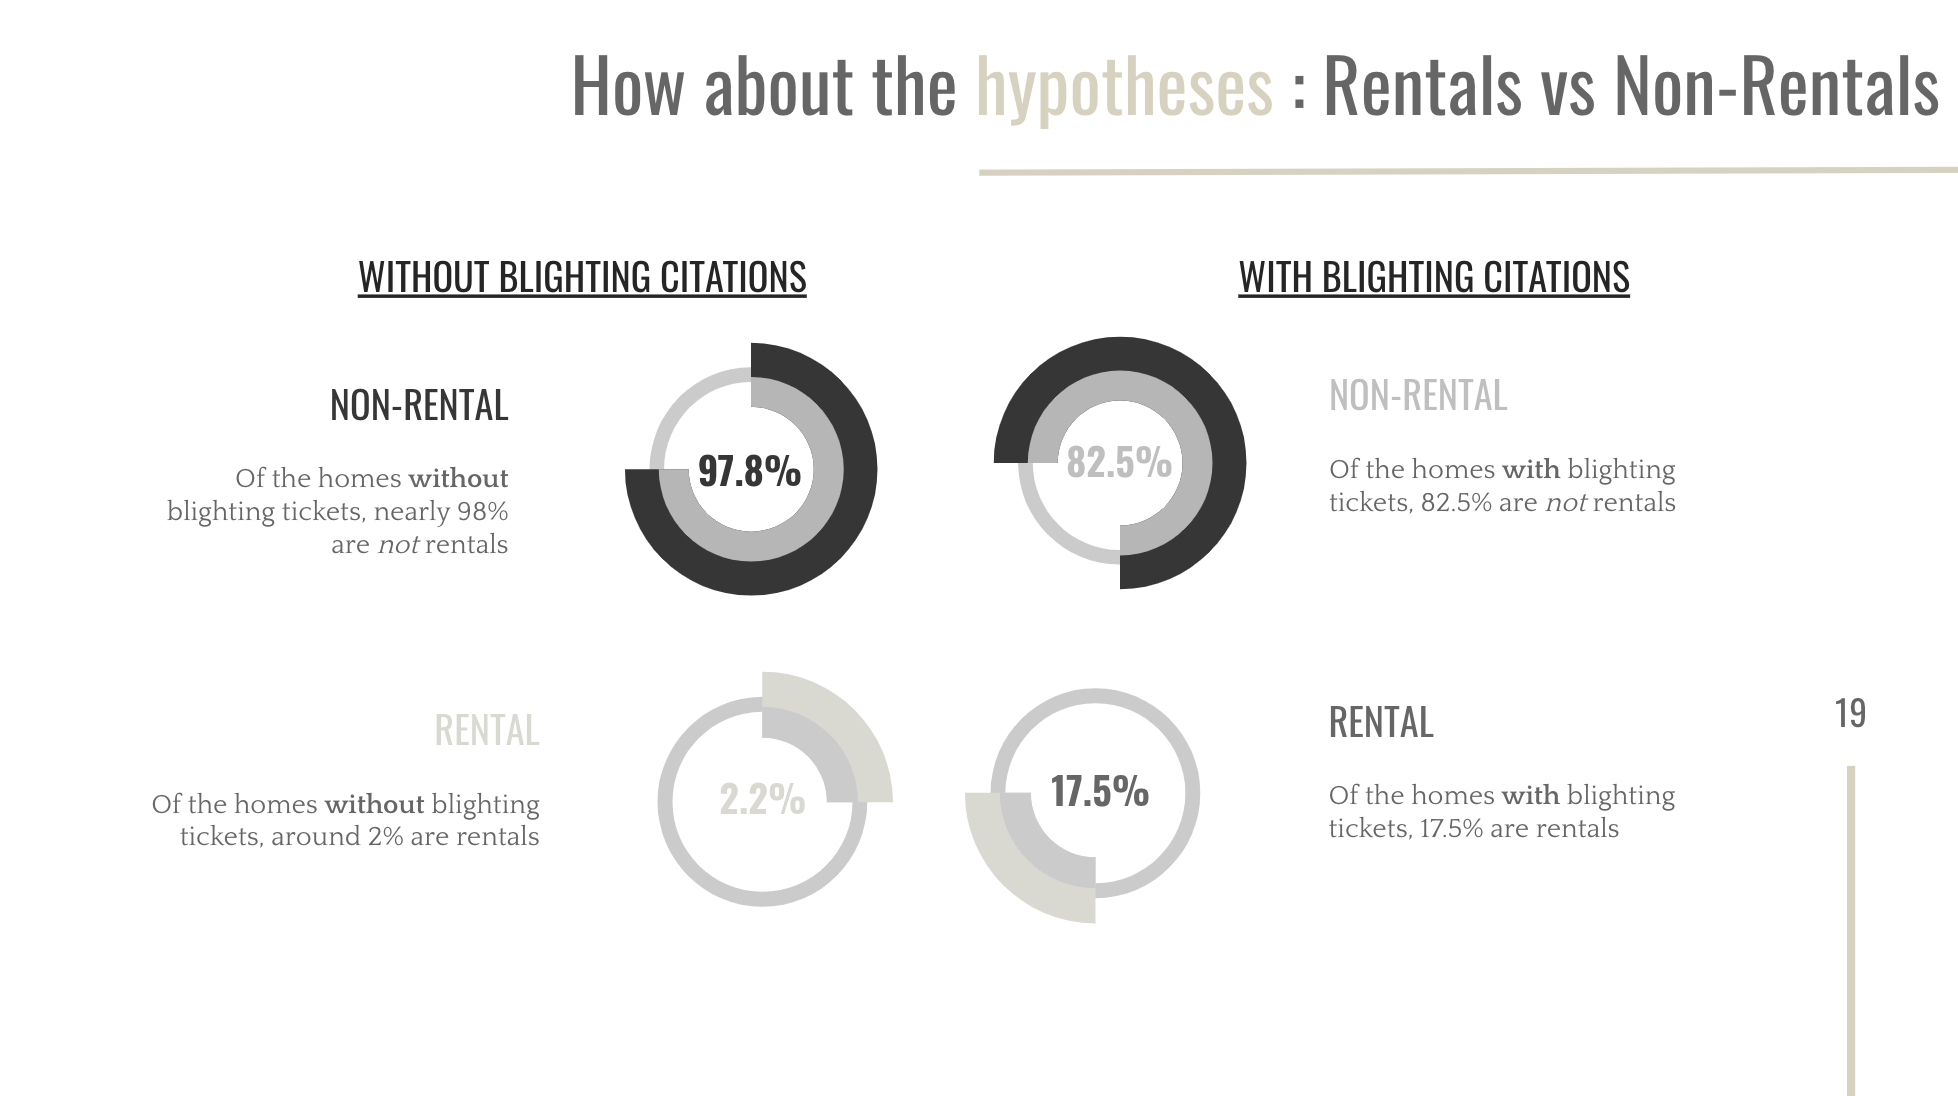 How about the hypotheses : Rentals vs Non-Rentals
WITHOUT BLIGHTING CITATIONS
NON-RENTAL
Of the homes without
blighting tickets, nearly 98%
are not rentals
97.8%
RENTAL
Of the homes without blighting
tickets, around 2% are rentals
2.2%
WITH BLIGHTING CITATIONS
82.5%
NON-RENTAL
Of the homes with blighting
tickets, 82.5% are not rentals
17.5%
RENTAL
Of the homes with blighting
tickets, 17.5% are rentals
19